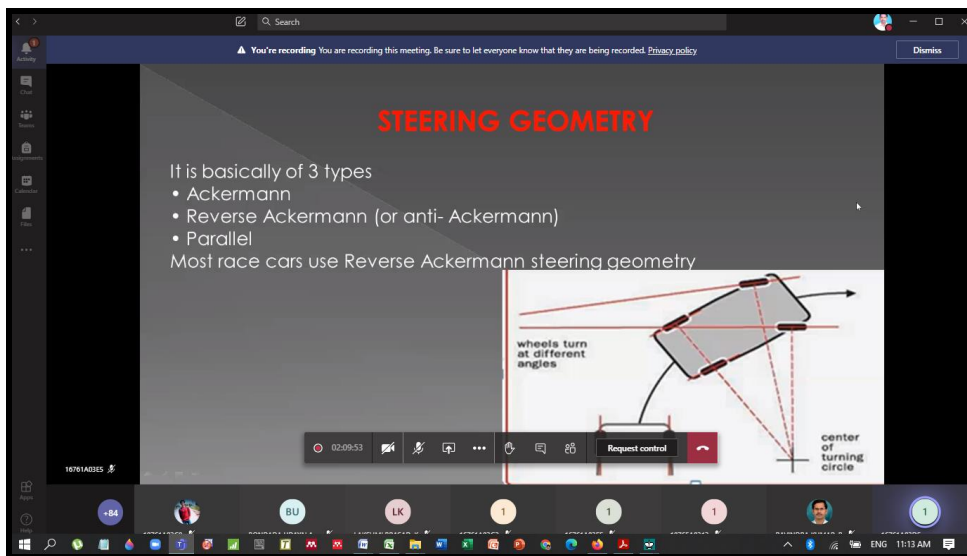 Search
You're recording You are recording this meeting. Be sure to let everyone know that they are being recorded. Privacy policy
Dismiss
Activity
Chat
Teams
Assignments
Calendar
Files
STEERING GEOMETRY
It is basically of 3 types
• Ackermann
• Reverse Ackermann (or anti- Ackermann)
• Parallel
Most race cars use Reverse Ackermann steering geometry
wheels turn
at different
angles
center
of
turning
circle
02:09:53
Request control
16761A03E5
Apps
Help
+84
BU
LK
1
1
1
1
ENG 11:13 AM